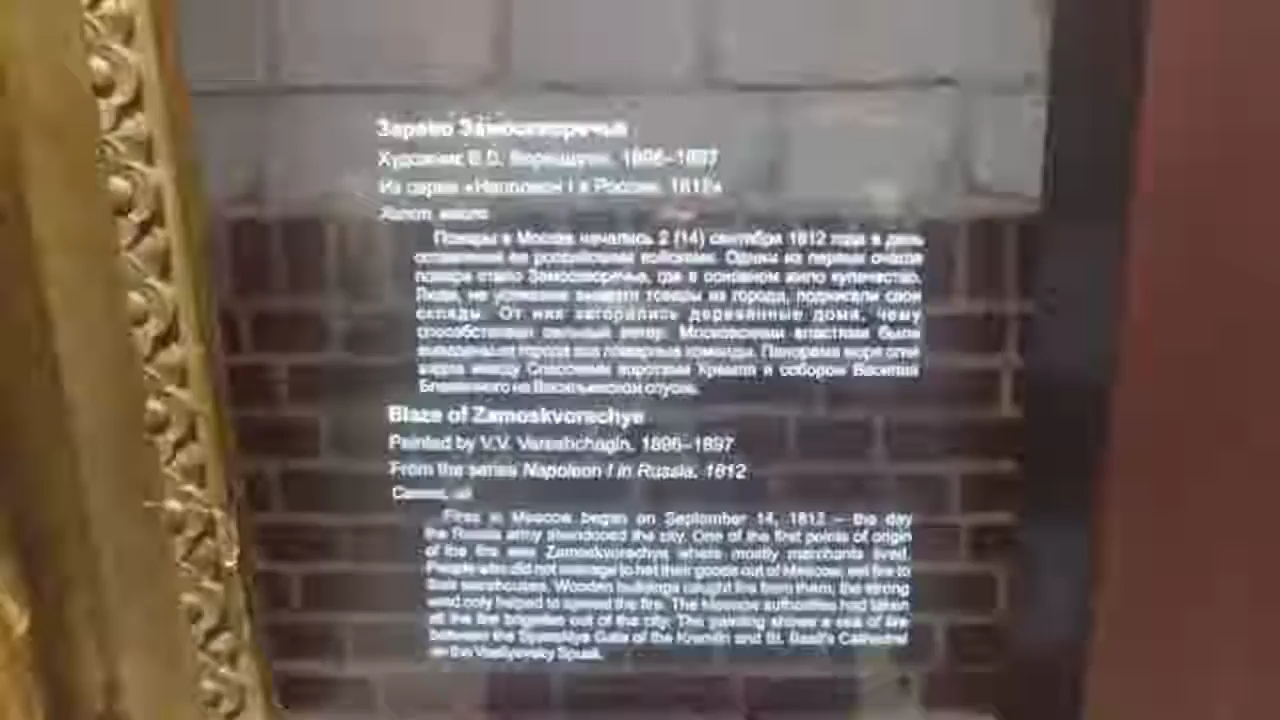 Зарево Замоскворечья
Художник В.В. Верещагин. 1896–1897
Из серии «Наполеон I в России. 1812»
Холст, масло
Пожары в Москве начались 2 (14) сентября 1812 года в день
оставления ее российскими войсками. Одним из первых очагов
пожара стало Замоскворечье, где в основном жило купечество.
Люди, не успевшие вывезти товары из города, поджигали свои
склады. От них загорались деревянные дома, чему
способствовал сильный ветер. Московскими властями были
выведены из города все пожарные команды. Панорама моря огня
видна между Спасскими воротами Кремля и собором Василия
Блаженного на Васильевском спуске.
Blaze of Zamoskvorechye
Painted by V.V. Vereshchagin. 1896–1897
From the series Napoleon I in Russia. 1812
Canvas, oil
Fires in Moscow began on September 14, 1812 – the day
the Russia army abandoned the city. One of the first points of origin
of the fire was Zamoskvorechye where mostly merchants lived.
People who did not manage to get their goods out of Moscow, set fire to
their warehouses. Wooden buildings caught fire from them, the strong
wind only helped to spread the fire. The Moscow authorities had taken
all the fire brigades out of the city. The painting shows a sea of fire
between the Spasskiye Gate of the Kremlin and St. Basil's Cathedral
on the Vasilyevsky Spusk.